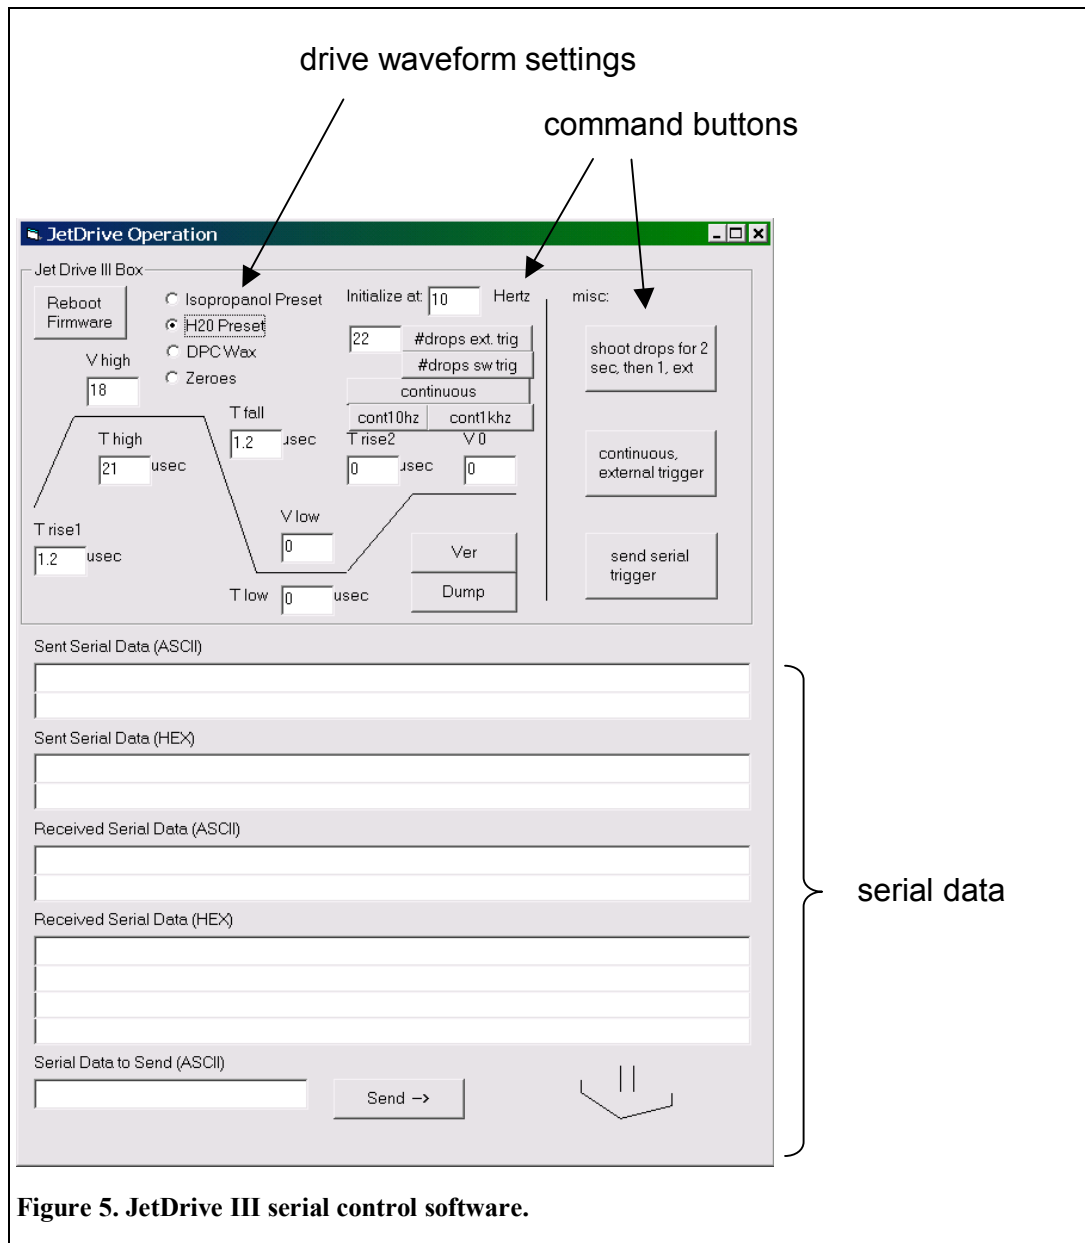 drive waveform settings
command buttons
JetDrive Operation
Jet Drive III Box
Reboot
Firmware
Isopropanol Preset
H20 Preset
DPC Wax
Zeroes
Initialize at: 10 Hertz
misc:
22 #drops ext. trig
#drops sw trig
continuous
cont10hz cont1khz
shoot drops for 2
sec, then 1, ext
V high
18
T high
21 usec
T fall
1.2 usec
T rise2
0 usec
V 0
0
continuous,
external trigger
T rise1
1.2 usec
V low
0
T low 0 usec
Ver
Dump
send serial
trigger
Sent Serial Data (ASCII)
Sent Serial Data (HEX)
Received Serial Data (ASCII)
Received Serial Data (HEX)
serial data
Serial Data to Send (ASCII)
Send -->
Figure 5. JetDrive III serial control software.